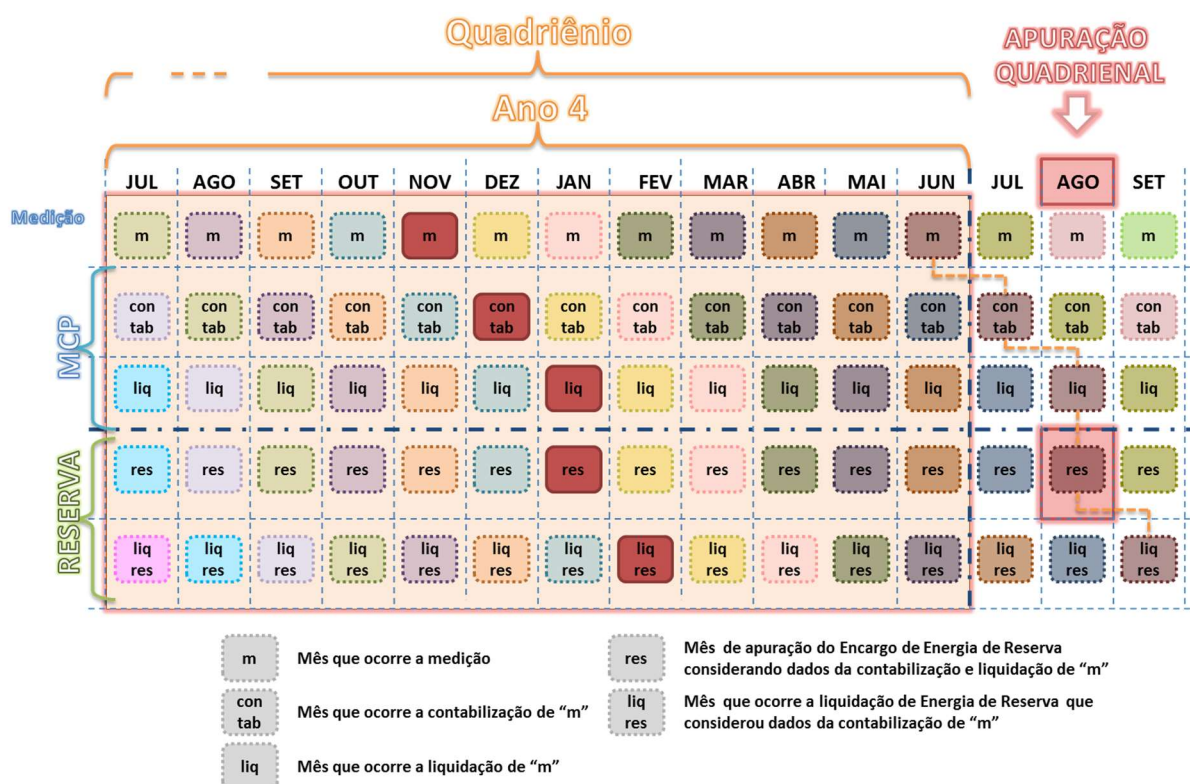 Quadriênio
APURAÇÃO
QUADRIENAL
Ano 4
JUL AGO SET OUT NOV DEZ JAN FEV MAR ABR MAI JUN JUL AGO SET
Medição
m m m m m m m m m m m m m m m
MCP
con con con con con con con con con con con con con con con
tab tab tab tab tab tab tab tab tab tab tab tab tab tab tab
liq liq liq liq liq liq liq liq liq liq liq liq liq liq liq
RESERVA
res res res res res res res res res res res res res res res
liq liq liq liq liq liq liq liq liq liq liq liq liq liq liq
res res res res res res res res res res res res res res res
m Mês que ocorre a medição
con
tab
Mês que ocorre a contabilização de “m”
liq Mês que ocorre a liquidação de “m”
res
Mês de apuração do Encargo de Energia de Reserva
considerando dados da contabilização e liquidação de “m”
liq
res
Mês que ocorre a liquidação de Energia de Reserva que
considerou dados da contabilização de “m”